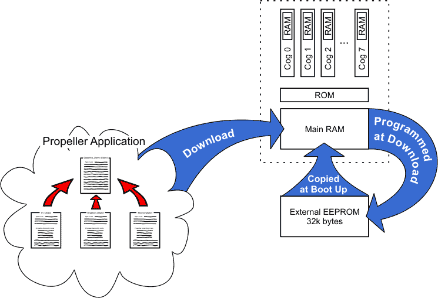 RAM
RAM
RAM
RAM
Cog 0
Cog 1
Cog 2
...
Cog 7
ROM
Main RAM
Programmed
at Download
Download
Propeller Application
Copied
at Boot Up
External EEPROM
32k bytes